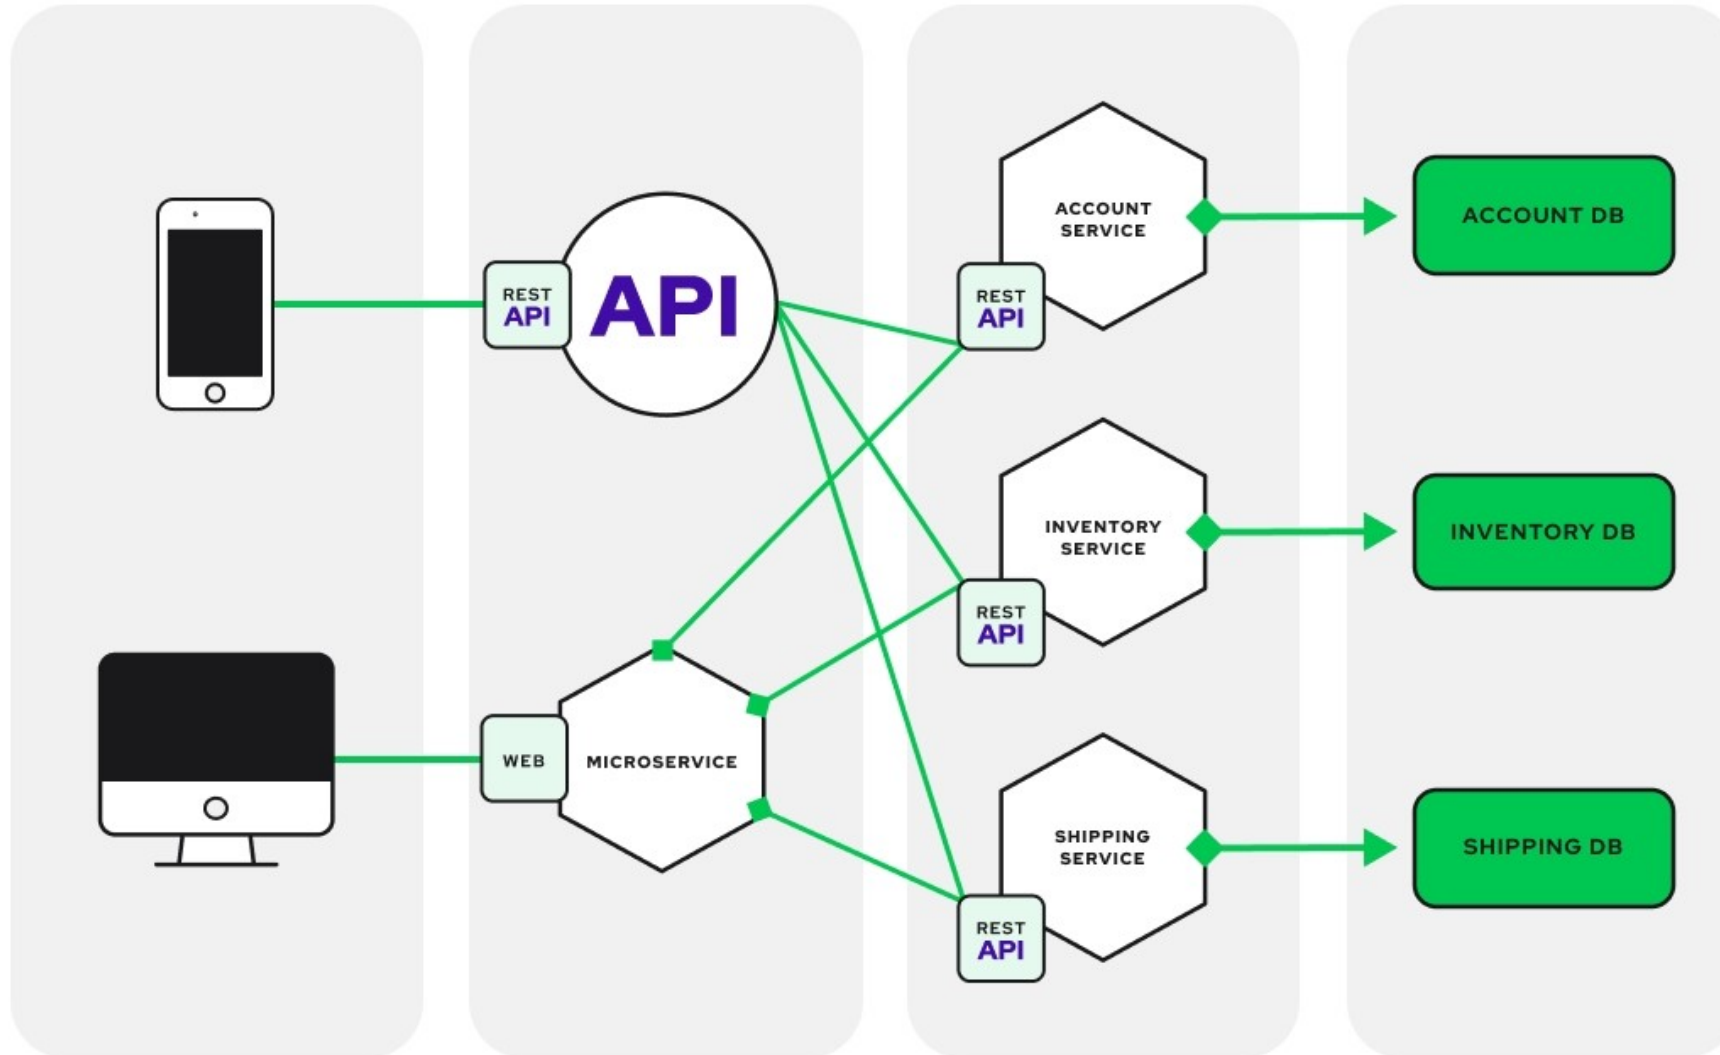 REST
API
API
WEB
MICROSERVICE
ACCOUNT
SERVICE
REST
API
INVENTORY
SERVICE
REST
API
SHIPPING
SERVICE
REST
API
ACCOUNT DB
INVENTORY DB
SHIPPING DB